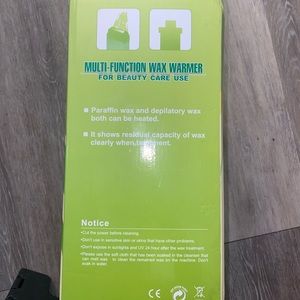 MULTI-FUNCTION WAX WARMER
FOR BEAUTY CARE USE
Paraffin wax and depilatory wax
both can be heated.
It shows residual capacity of wax
clearly when
Notice
•Cut the power before cleaning.
•Don't use in sensitive skin or skins that have other problems.
•Don't expose in sunlights and UV 24 hour after the wax treatment.
•Please use the soft cloth that has been soaked in the cleanser that
can melt wax to clean the remained wax on the machine. Don't
soak in water.
CE